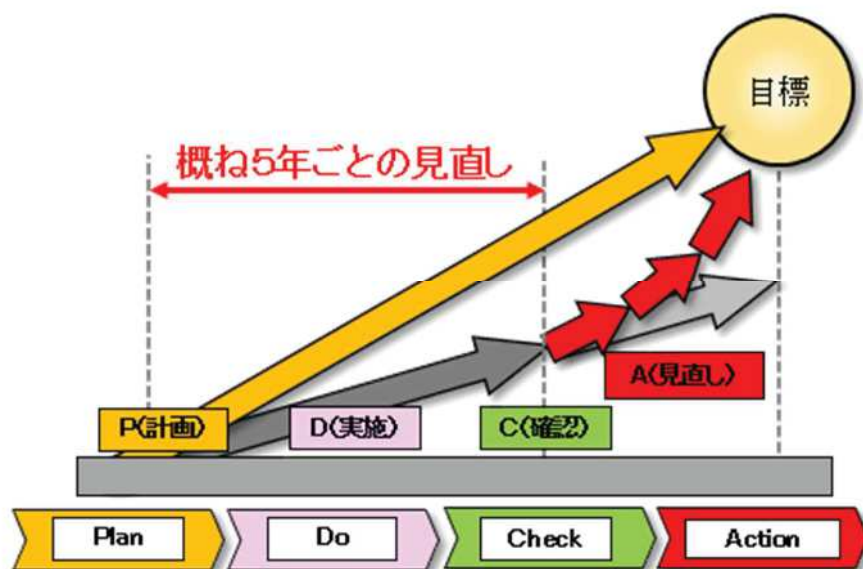 目標
概ね5年ごとの見直し
A(見直し)
P(計画)
D(実施)
C(確認)
Plan
Do
Check
Action